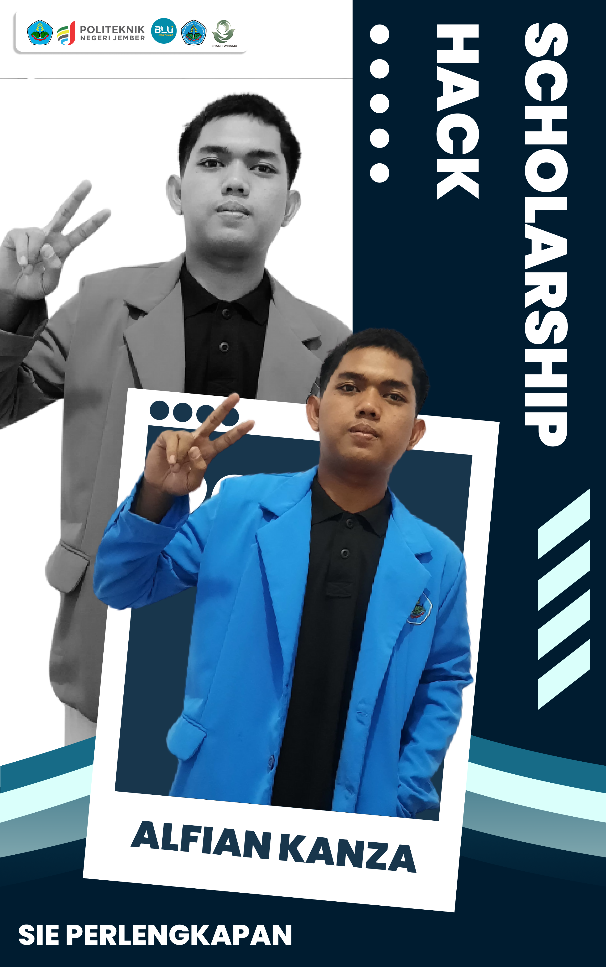 POLITEKNIK
NEGERI JEMBER
BLU
SCHOLARSHIP
HACK
ALFIAN KANZA
SIE PERLENGKAPAN